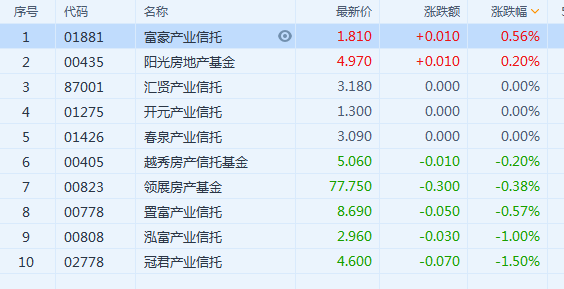 序号 代码 名称 最新价 涨跌额 涨跌幅
1 01881 富豪产业信托 1.810 +0.010 0.56%
2 00435 阳光房地产基金 4.970 +0.010 0.20%
3 87001 汇贤产业信托 3.180 0.000 0.00%
4 01275 开元产业信托 1.300 0.000 0.00%
5 01426 春泉产业信托 3.090 0.000 0.00%
6 00405 越秀房产信托基金 5.060 -0.010 -0.20%
7 00823 领展房产基金 77.750 -0.300 -0.38%
8 00778 置富产业信托 8.690 -0.050 -0.57%
9 00808 泓富产业信托 2.960 -0.030 -1.00%
10 02778 冠君产业信托 4.600 -0.070 -1.50%